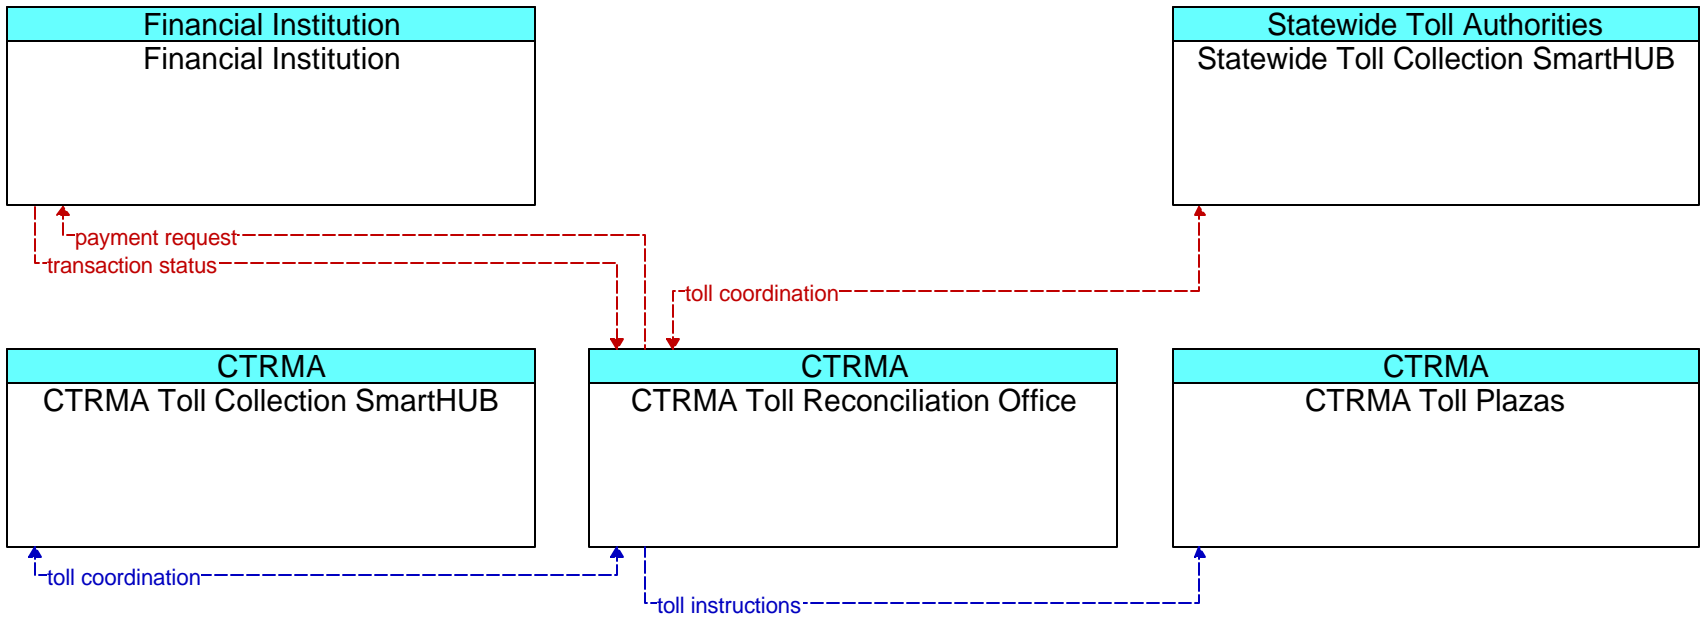 Financial Institution
Financial Institution
Statewide Toll Authorities
Statewide Toll Collection SmartHUB
payment request
transaction status
toll coordination
CTRMA
CTRMA Toll Collection SmartHUB
CTRMA
CTRMA Toll Reconciliation Office
CTRMA
CTRMA Toll Plazas
toll coordination
toll instructions